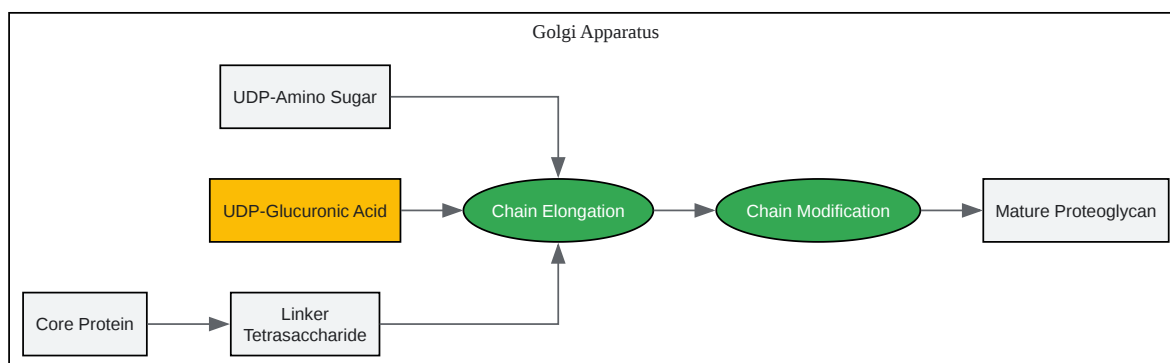 Golgi Apparatus
UDP-Amino Sugar
UDP-Glucuronic Acid
Chain Elongation
Chain Modification
Mature Proteoglycan
Core Protein
Linker
Tetrasaccharide